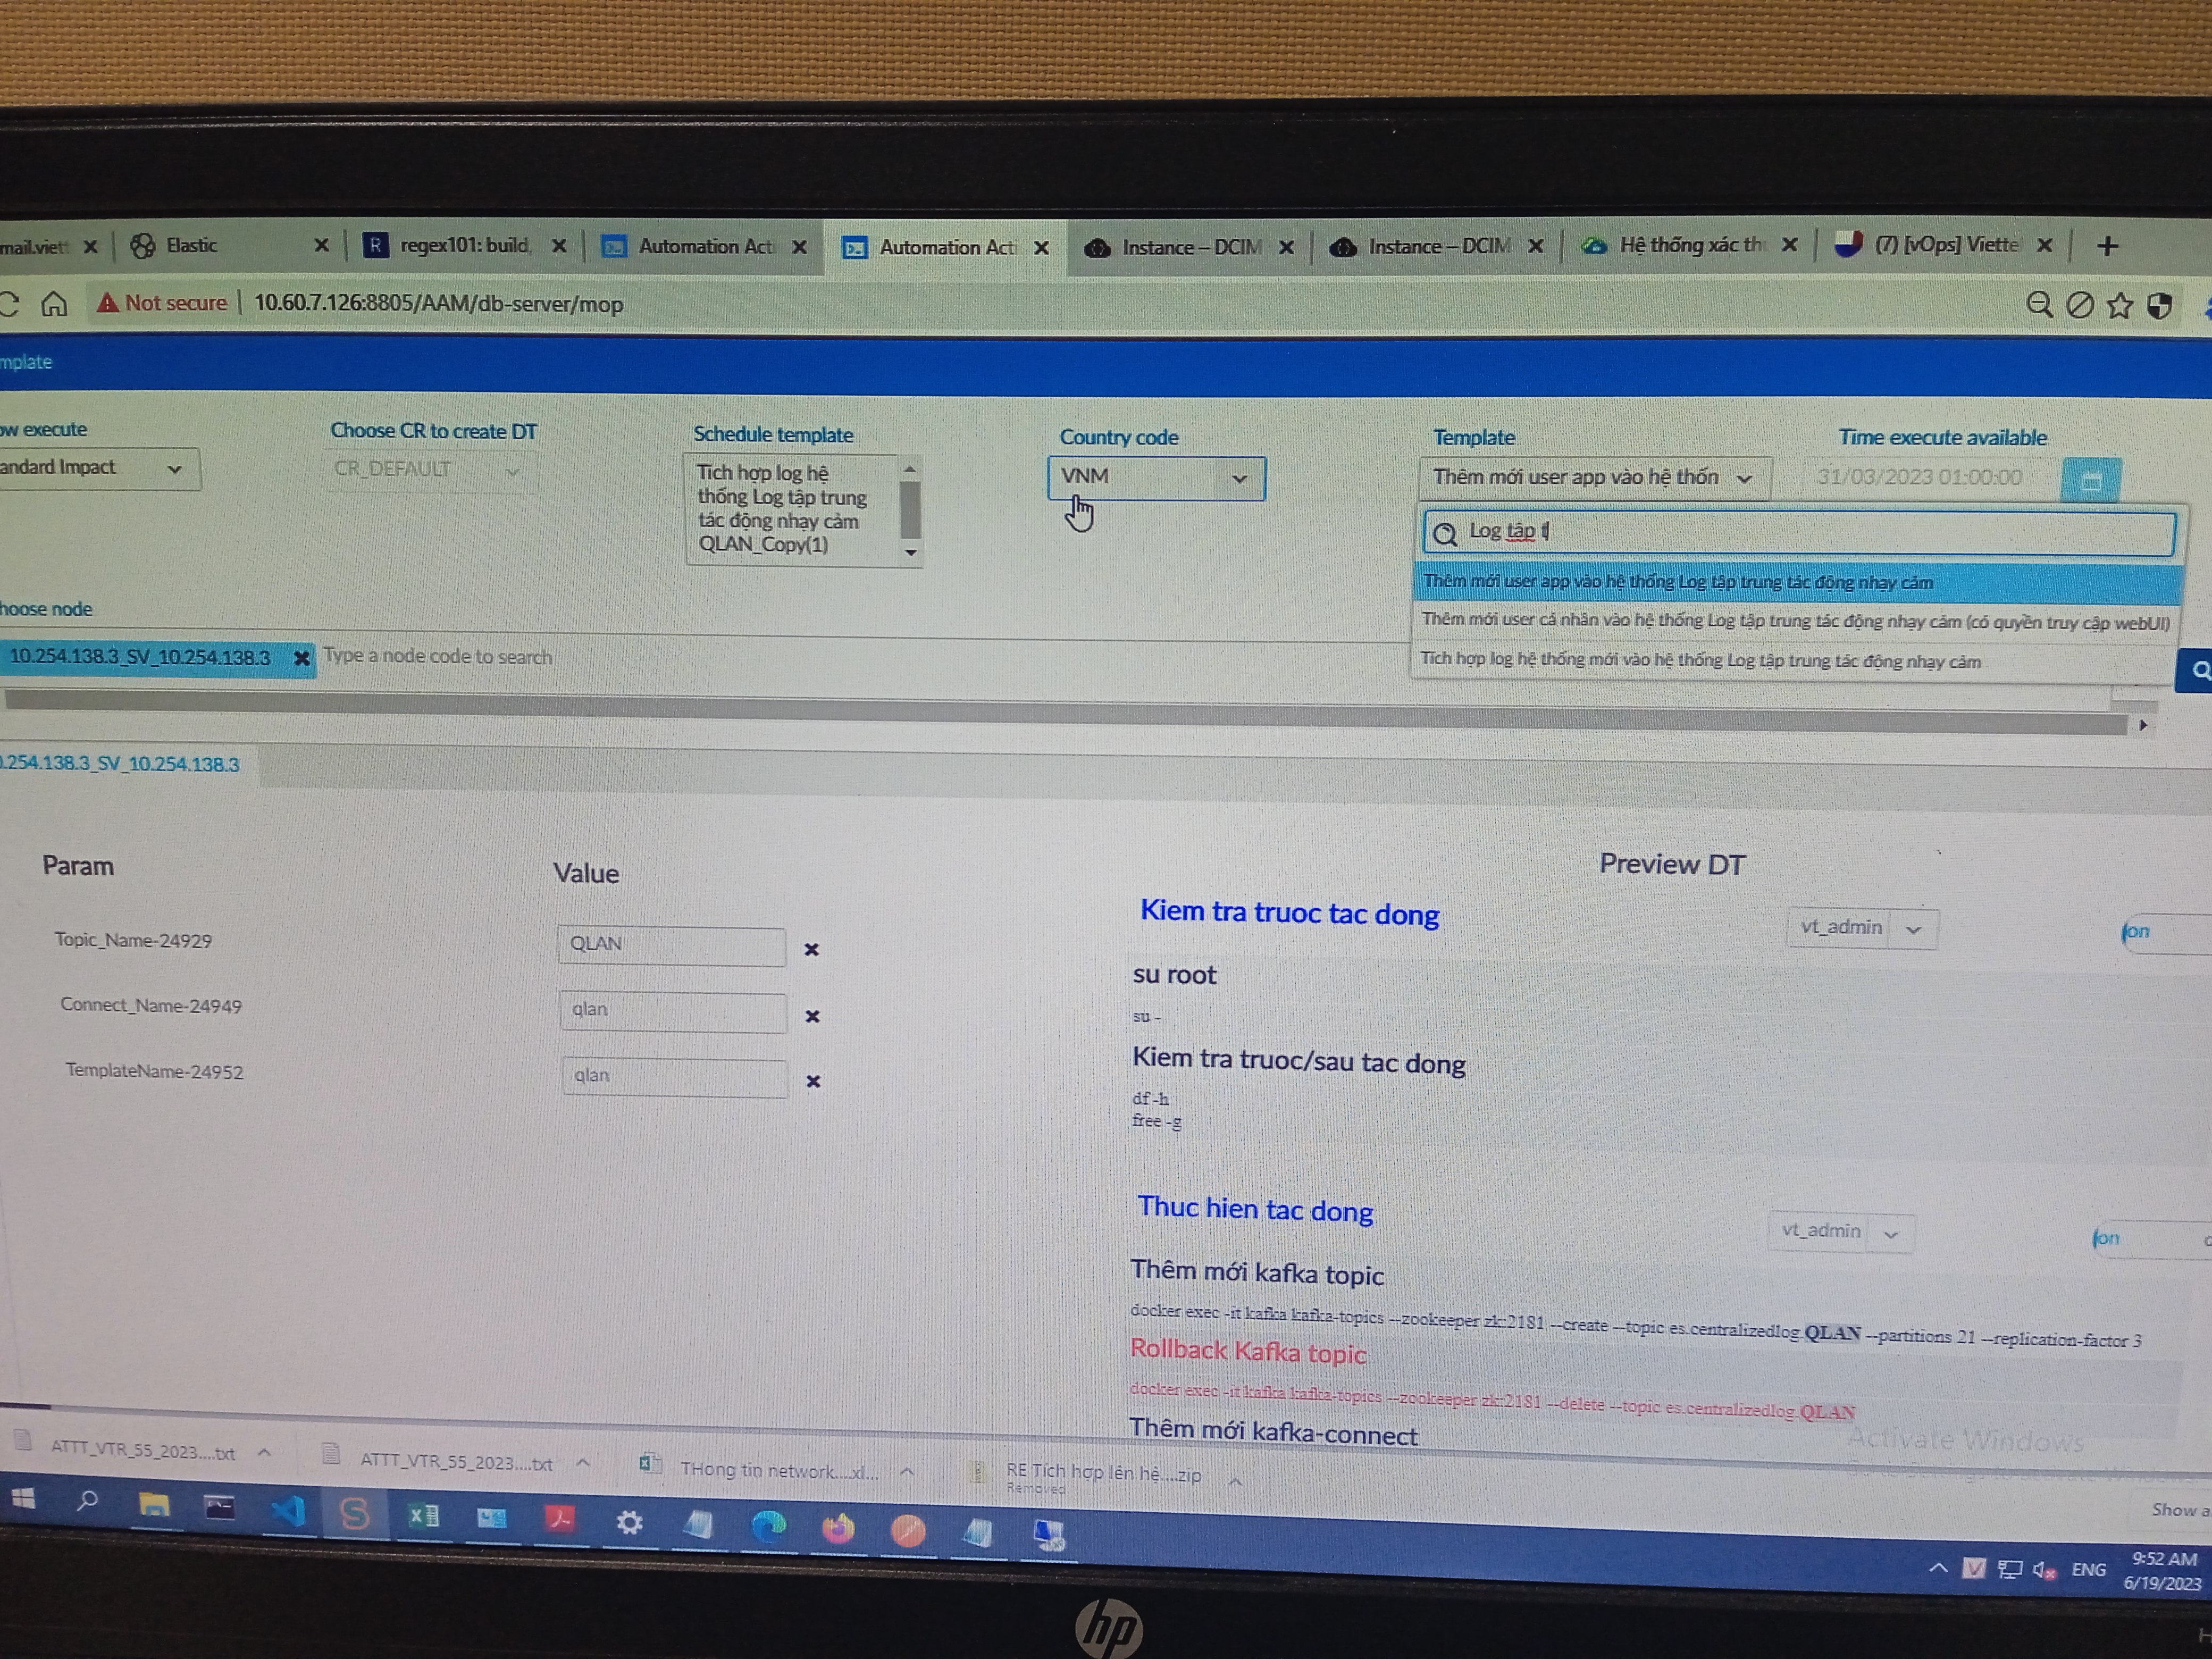 mail.viett
Elastic
regex101: build,
Automation Acti
Automation Acti
Instance – DCIM
Instance – DCIM
Hệ thống xác th
(7) [vOps] Viette
Not secure
10.60.7.126:8805/AAM/db-server/mop
mplate
ow execute
Choose CR to create DT
Schedule template
Country code
Template
Time execute available
andard Impact
CR_DEFAULT
Tích hợp log hệ
thống Log tập trung
tác động nhạy cảm
QLAN_Copy(1)
VNM
Thêm mới user app vào hệ thốn
31/03/2023 01:00:00
Log tập t
Thêm mới user app vào hệ thống Log tập trung tác động nhạy cảm
Thêm mới user cá nhân vào hệ thống Log tập trung tác động nhạy cảm (có quyền truy cập webUI)
Tích hợp log hệ thống mới vào hệ thống Log tập trung tác động nhạy cảm
hoose node
10.254.138.3_SV_10.254.138.3
Type a node code to search
.254.138.3_SV_10.254.138.3
Param
Value
Preview DT
Topic_Name-24929
QLAN
Connect_Name-24949
qlan
TemplateName-24952
qlan
Kiem tra truoc tac dong
vt_admin
on
su root
su -
Kiem tra truoc/sau tac dong
df -h
free -g
Thuc hien tac dong
vt_admin
on
Thêm mới kafka topic
docker exec -it kafka kafka-topics --zookeeper zk:2181 --create --topic es.centralizedlog.QLAN --partitions 21 --replication-factor 3
Rollback Kafka topic
docker exec -it kafka kafka-topics --zookeeper zk:2181 --delete --topic es.centralizedlog.QLAN
Thêm mới kafka-connect
Activate Windows
ATTT_VTR_55_2023....txt
ATTT_VTR_55_2023....txt
THong tin network....xl...
RE Tích hợp lên hệ....zip
Removed
Show a
ENG
9:52 AM
6/19/2023
hp